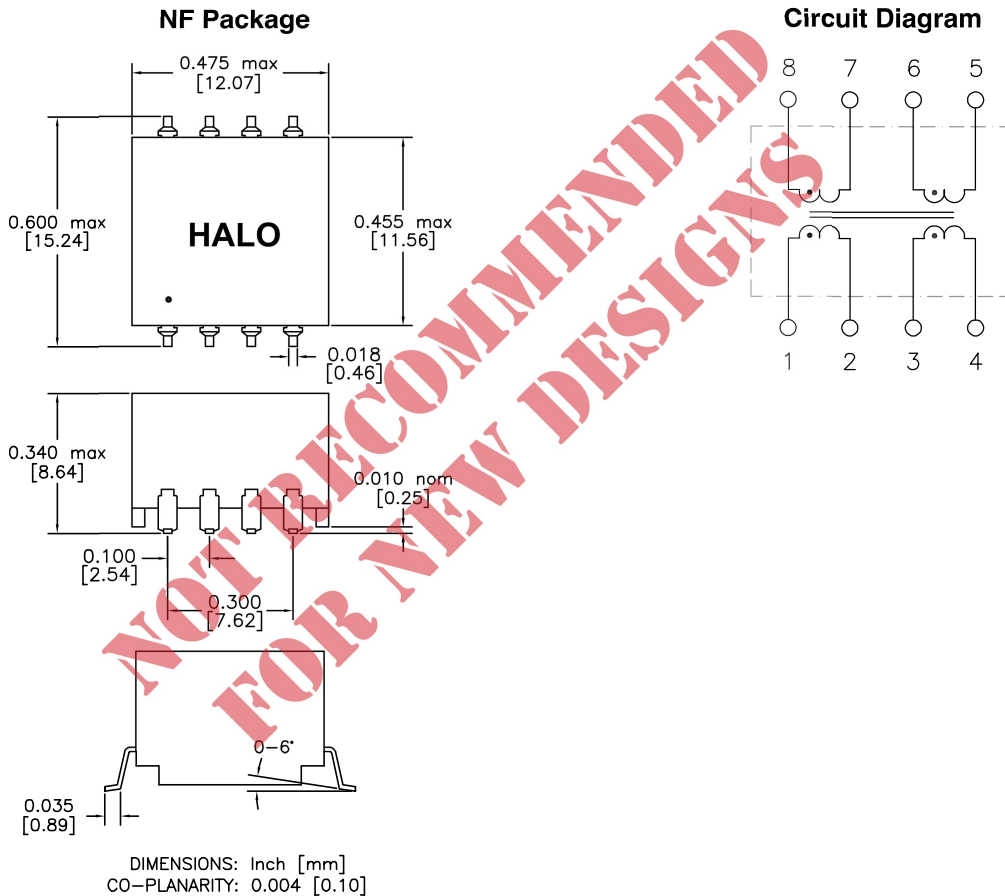 NF Package
Circuit Diagram
0.475 max
[12.07]
0.600 max
[15.24]
HALO
0.455 max
[11.56]
0.018
[0.46]
8 7 6 5
1 2 3 4
0.340 max
[8.64]
0.010 nom
[0.25]
0.100
[2.54]
0.300
[7.62]
0-6°
0.035
[0.89]
DIMENSIONS: Inch [mm]
CO-PLANARITY: 0.004 [0.10]
NOT RECOMMENDED
FOR NEW DESIGNS